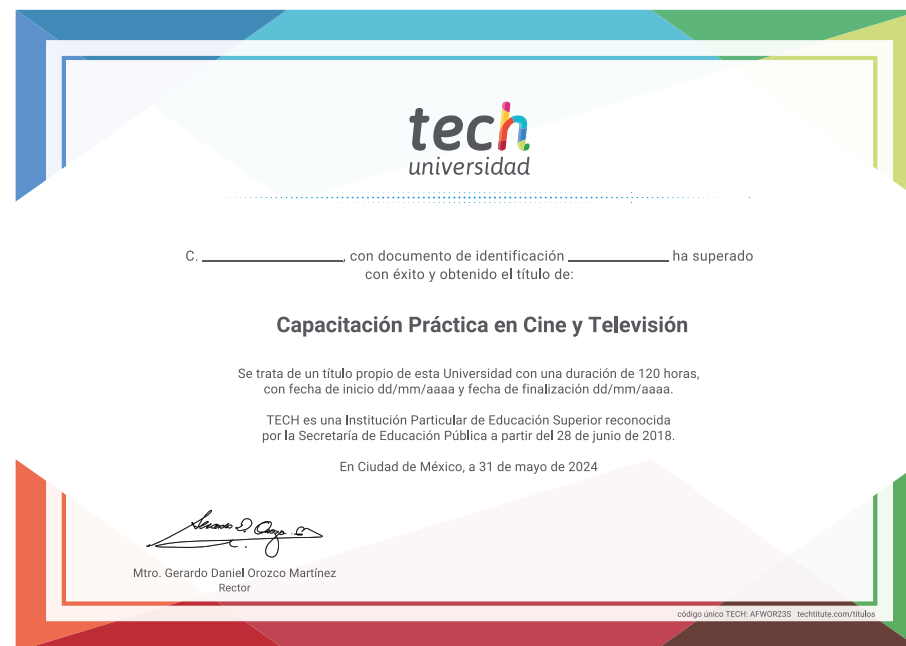 tech
universidad
C. ____________, con documento de identificación ____________ ha superado
con éxito y obtenido el título de:
Capacitación Práctica en Cine y Televisión
Se trata de un título propio de esta Universidad con una duración de 120 horas,
con fecha de inicio dd/mm/aaaa y fecha de finalización dd/mm/aaaa.
TECH es una Institución Particular de Educación Superior reconocida
por la Secretaría de Educación Pública a partir del 28 de junio de 2018.
En Ciudad de México, a 31 de mayo de 2024
Mtro. Gerardo Daniel Orozco Martínez
Rector
código único TECH: AFWOR23S techtitute.com/titulos